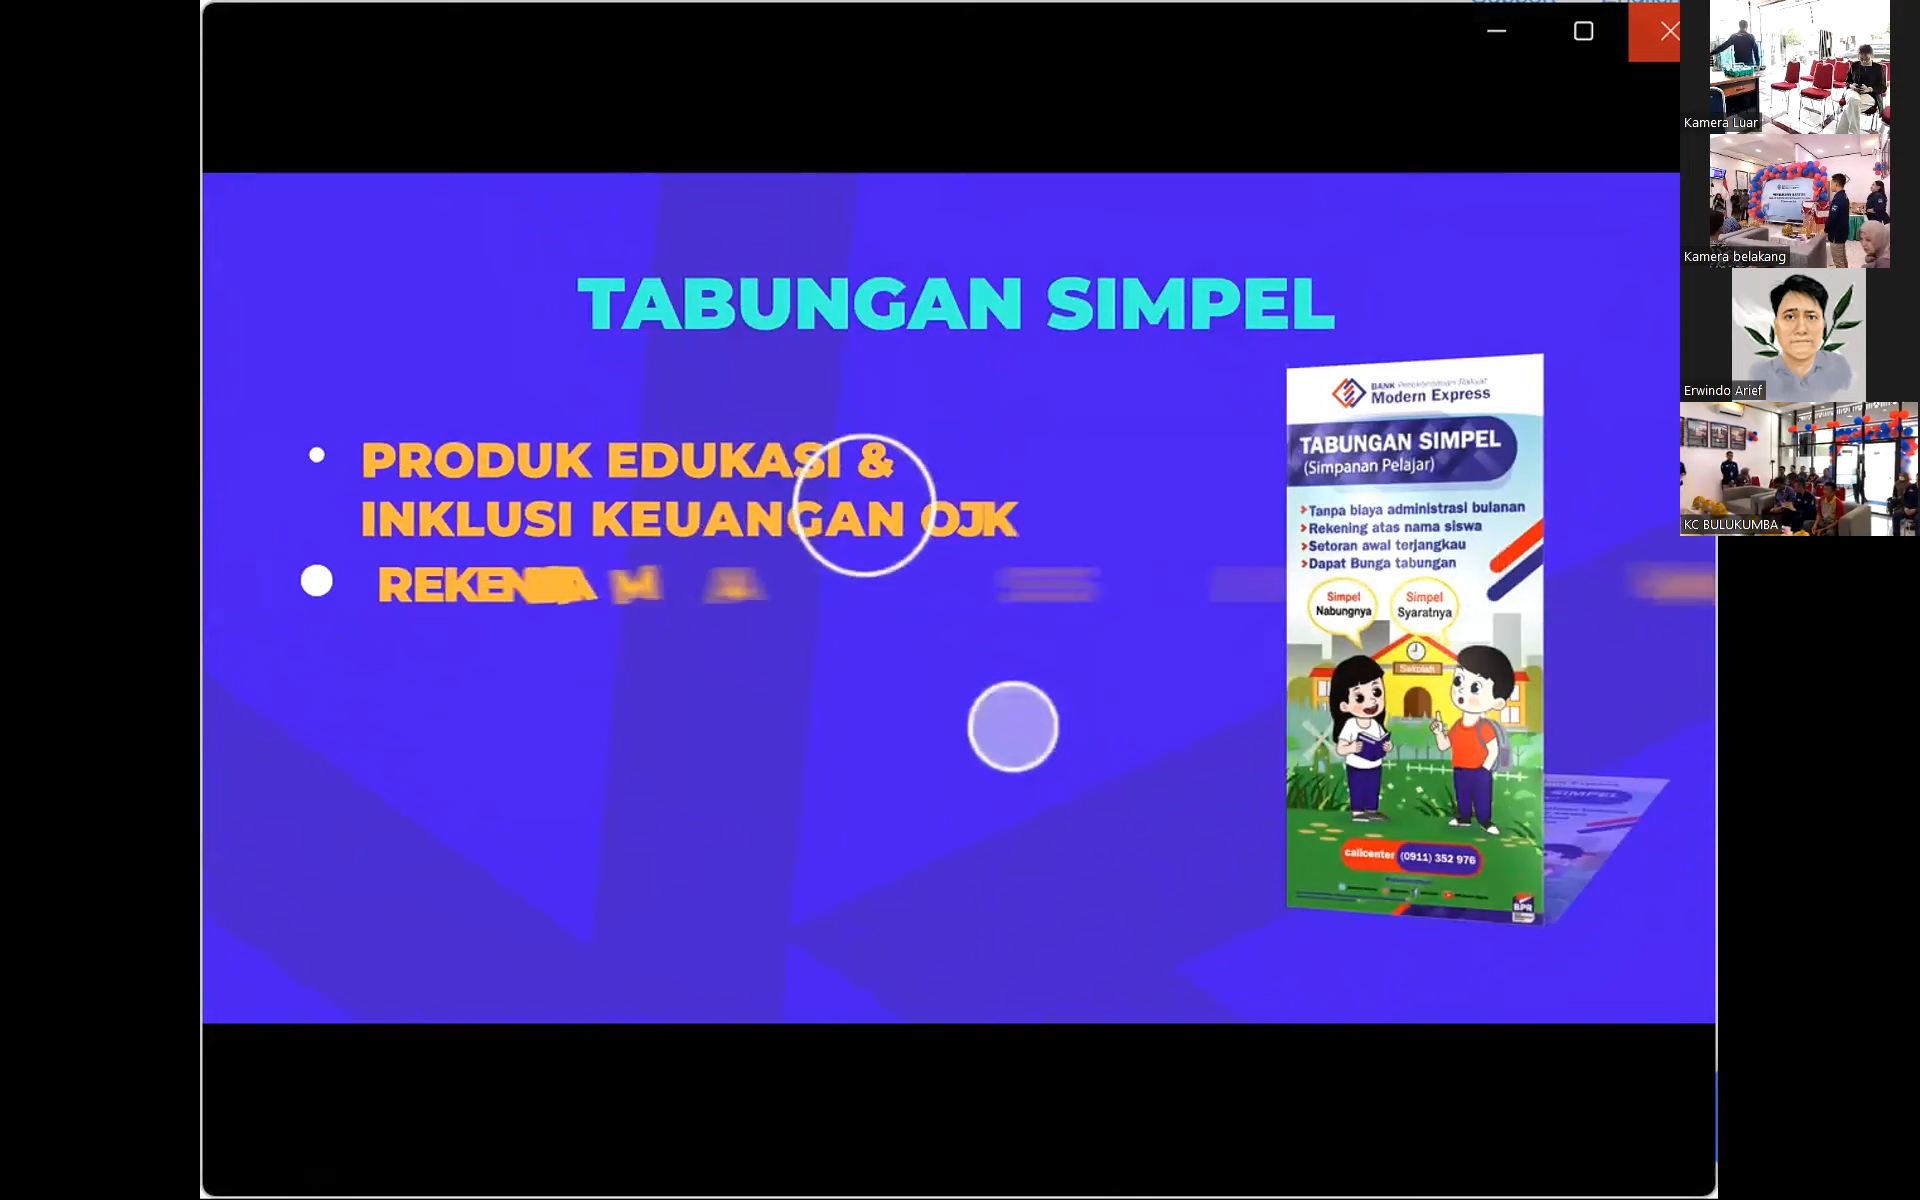 TABUNGAN SIMPEL
PRODUK EDUKASI &
INKLUSI KEUANGAN OJK
BANK Perekonomian Rakyat
Modern Express
TABUNGAN SIMPEL
(Simpanan Pelajar)
Tanpa biaya administrasi bulanan
Rekening atas nama siswa
Setoran awal terjangkau
Dapat Bunga tabungan
Simpel
Nabungnya
Simpel
Syaratnya
Sekolah
callcenter (0911) 352 976
BPR
Kamera Luar
Kamera belakang
Erwindo Arief
KC BULUKUMBA